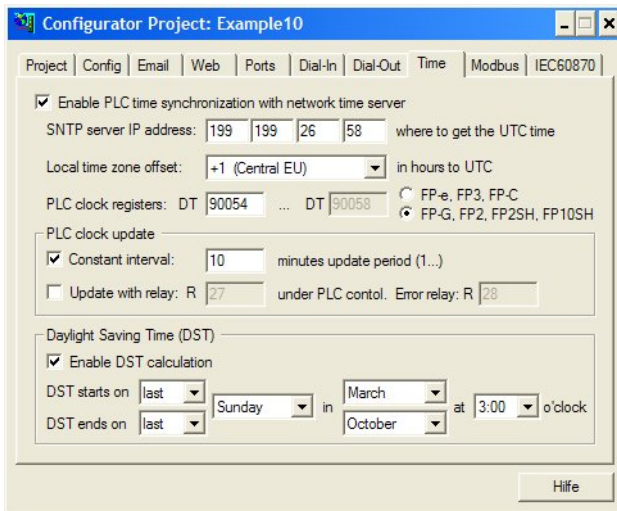 Configurator Project: Example10
Project Config Email Web Ports Dial-In Dial-Out Time Modbus IEC60870
Enable PLC time synchronization with network time server
SNTP server IP address: 199 199 26 58 where to get the UTC time
Local time zone offset: +1 (Central EU) in hours to UTC
FP-e, FP3, FP-C
PLC clock registers: DT 90054 ... DT 90058
FP-G, FP2, FP2SH, FP10SH
PLC clock update
Constant interval: 10 minutes update period (1...)
Update with relay: R 27 under PLC contol. Error relay: R 28
Daylight Saving Time (DST)
Enable DST calculation
DST starts on last Sunday in March at 3:00 o'clock
DST ends on last October
Hilfe